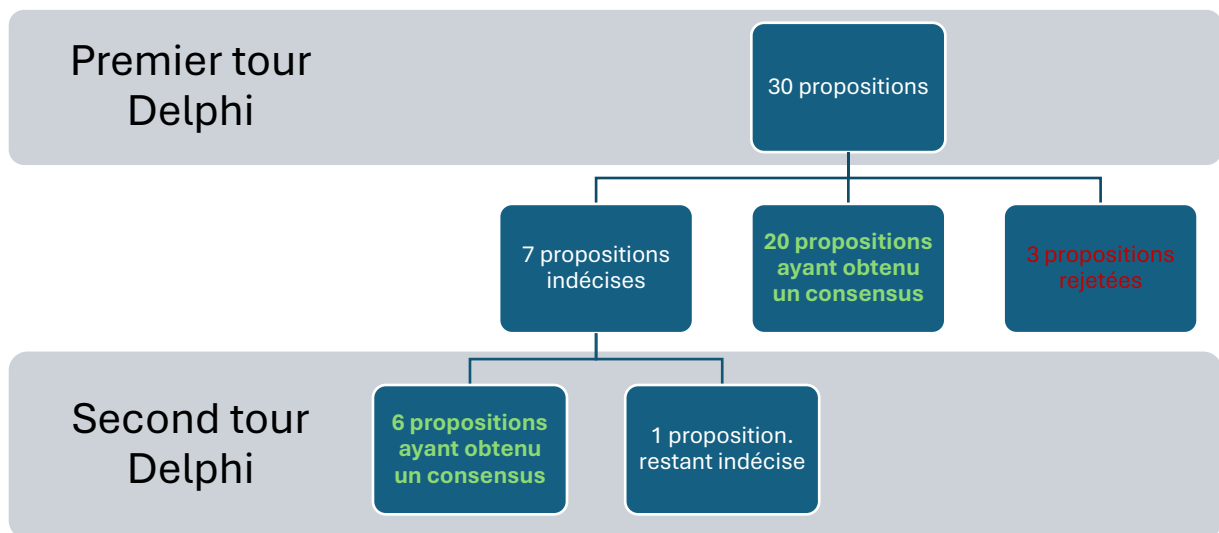 Premier tour
Delphi
30 propositions
7 propositions
indécises
20 propositions
ayant obtenu
un consensus
3 propositions
rejetées
Second tour
Delphi
6 propositions
ayant obtenu
un consensus
1 proposition.
restant indécise